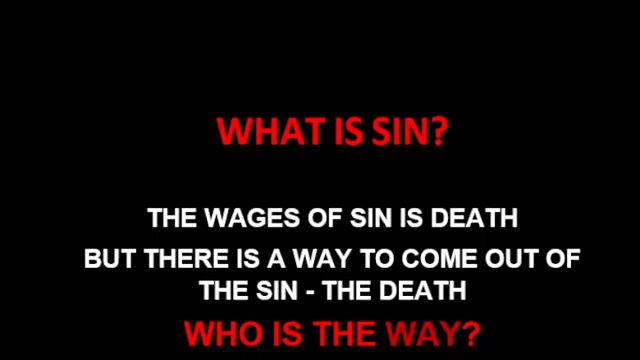 WHAT IS SIN?
THE WAGES OF SIN IS DEATH
BUT THERE IS A WAY TO COME OUT OF
THE SIN - THE DEATH
WHO IS THE WAY?